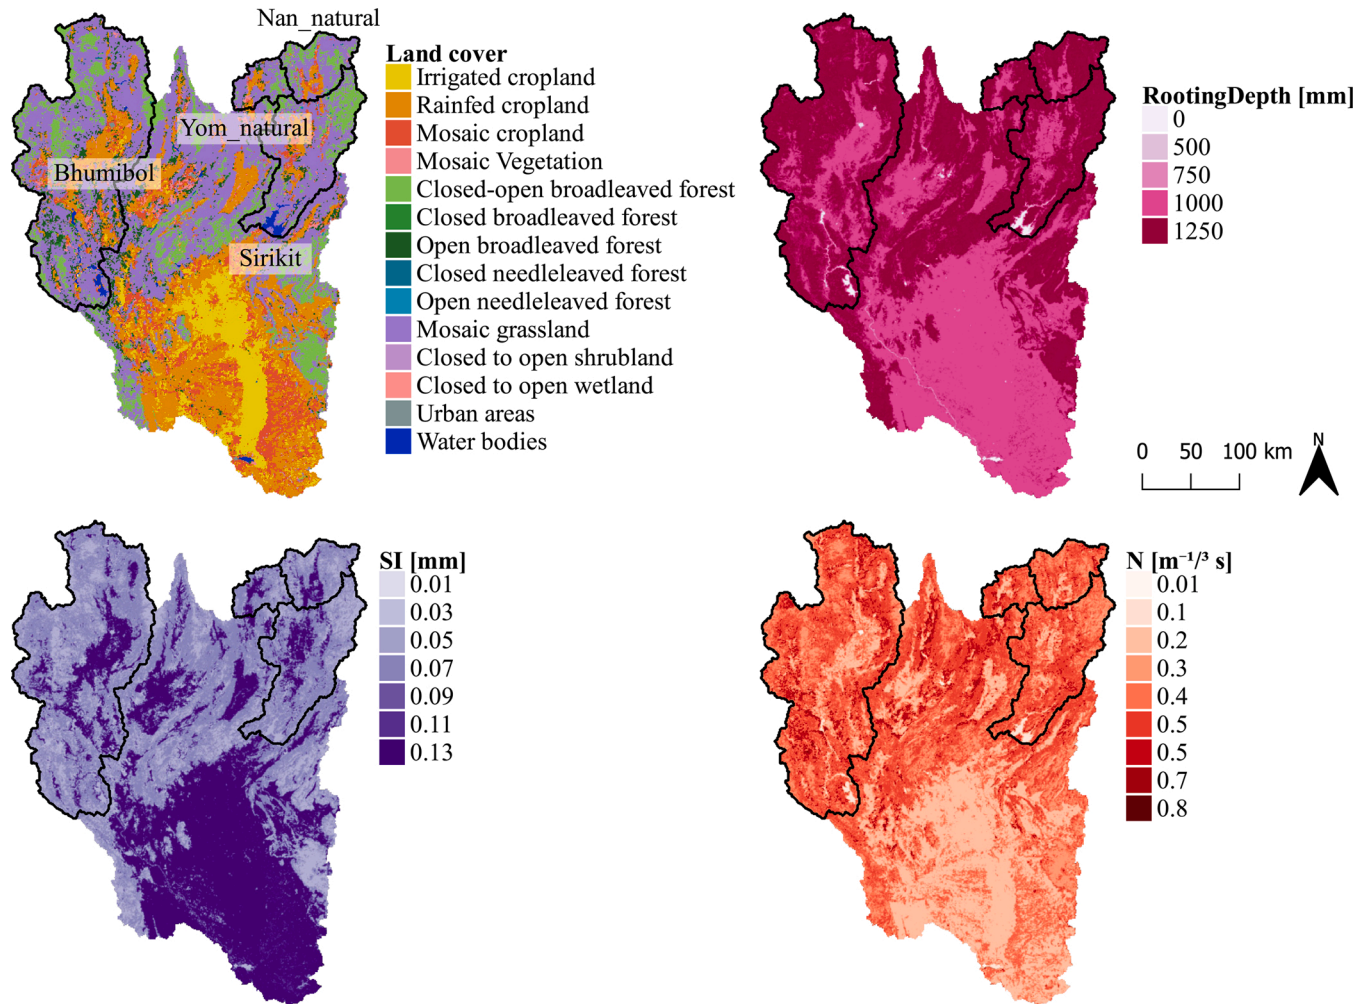 Nan_natural
Yom_natural
Bhumibol
Sirikit
Land cover
Irrigated cropland
Rainfed cropland
Mosaic cropland
Mosaic Vegetation
Closed-open broadleaved forest
Closed broadleaved forest
Open broadleaved forest
Closed needleleaved forest
Open needleleaved forest
Mosaic grassland
Closed to open shrubland
Closed to open wetland
Urban areas
Water bodies
RootingDepth [mm]
0
500
750
1000
1250
0 50 100 km
N
SI [mm]
0.01
0.03
0.05
0.07
0.09
0.11
0.13
N [m⁻¹/³ s]
0.01
0.1
0.2
0.3
0.4
0.5
0.5
0.7
0.8